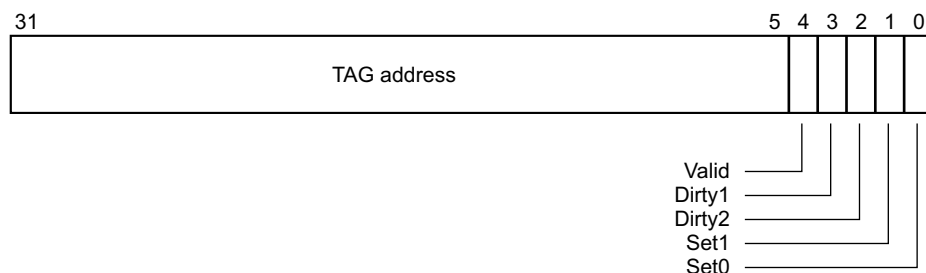 31 5 4 3 2 1 0
TAG address
Valid
Dirty1
Dirty2
Set1
Set0